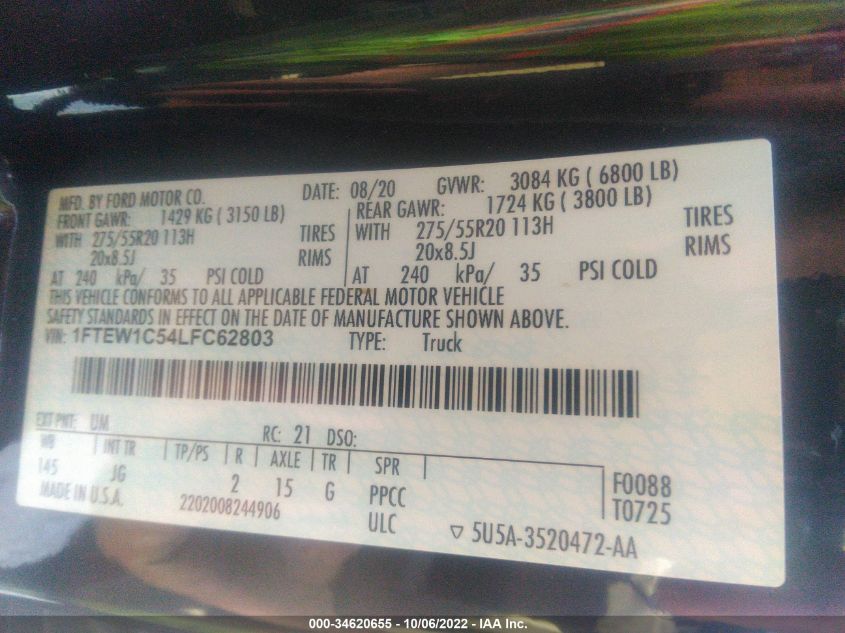 MFD. BY FORD MOTOR CO. DATE: 08/20 GVWR: 3084 KG ( 6800 LB)
FRONT GAWR: 1429 KG ( 3150 LB) REAR GAWR: 1724 KG ( 3800 LB)
WITH 275/55R20 113H TIRES WITH 275/55R20 113H TIRES
20x8.5J RIMS 20x8.5J RIMS
AT 240 kPa/ 35 PSI COLD AT 240 kPa/ 35 PSI COLD
THIS VEHICLE CONFORMS TO ALL APPLICABLE FEDERAL MOTOR VEHICLE
SAFETY STANDARDS IN EFFECT ON THE DATE OF MANUFACTURE SHOWN ABOVE.
VIN: 1FTEW1C54LFC62803 TYPE: Truck
EXT PNT: UM RC: 21 DSO:
WB INT TR TP/PS R AXLE TR SPR
145 JG 2 15 G PPCC F0088
MADE IN U.S.A. 2202008244906 ULC T0725
5U5A-3520472-AA
000-34620655 - 10/06/2022 - IAA Inc.